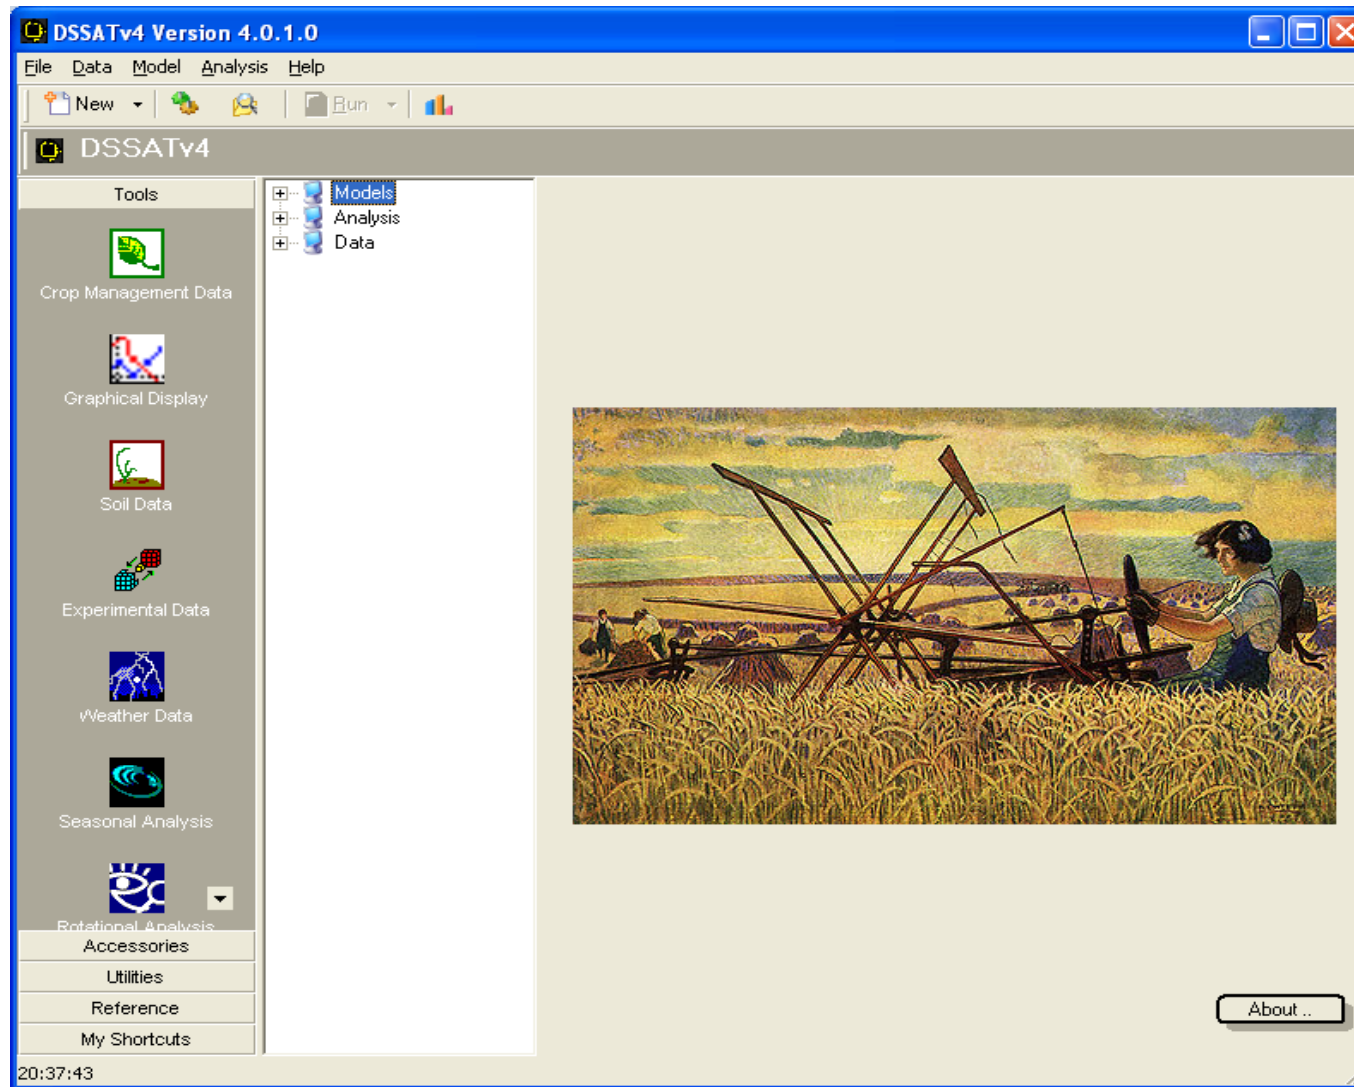 DSSATv4 Version 4.0.1.0
File Data Model Analysis Help
New Run
DSSATv4
Tools
Crop Management Data
Graphical Display
Soil Data
Experimental Data
Weather Data
Seasonal Analysis
Rotational Analysis
Accessories
Utilities
Reference
My Shortcuts
Models
Analysis
Data
About ..
20:37:43